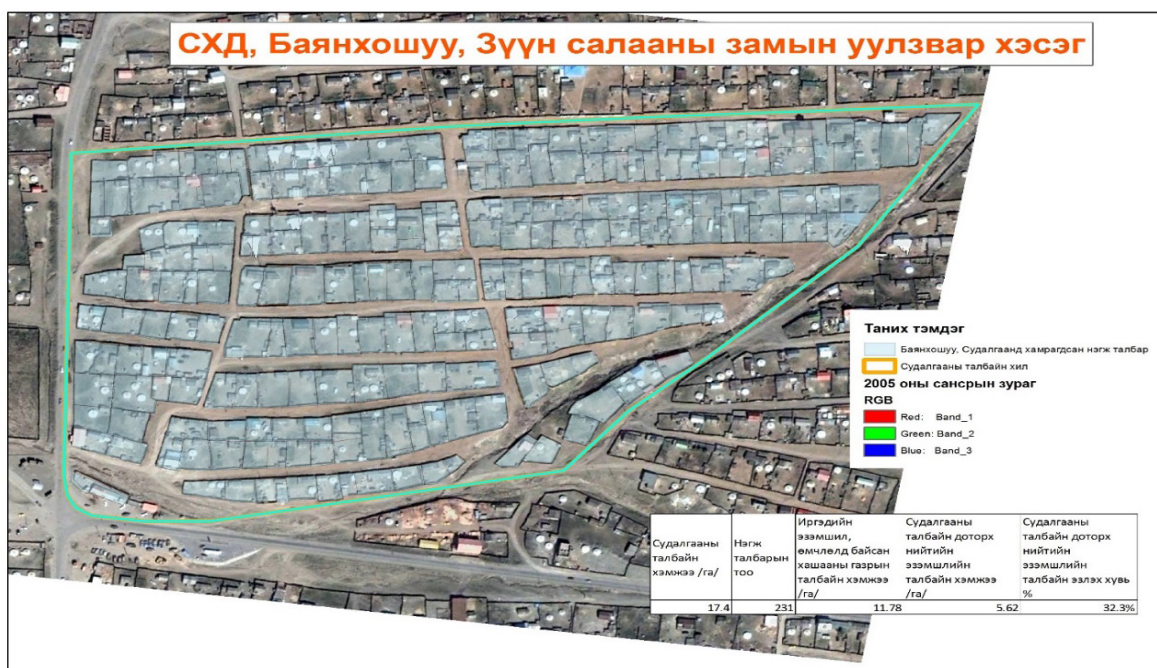 СХД, Баянхошуу, Зүүн салааны замын уулзвар хэсэг
Таних тэмдэг
Баянхошуу, Судалгаанд хамрагдсан нэгж талбар
Судалгааны талбайн хил
2005 оны сансрын зураг
RGB
Red: Band_1
Green: Band_2
Blue: Band_3
Судалгааны
талбайн
хэмжээ /га/
Нэгж
талбарын
тоо
Иргэдийн
эзэмшил,
өмчлөлд байсан
хашааны газрын
талбайн хэмжээ
/га/
Судалгааны
талбайн доторх
нийтийн
эзэмшлийн
талбайн хэмжээ
/га/
Судалгааны
талбайн доторх
нийтийн
эзэмшлийн
талбайн эзлэх хувь
%
17.4 231 11.78 5.62 32.3%